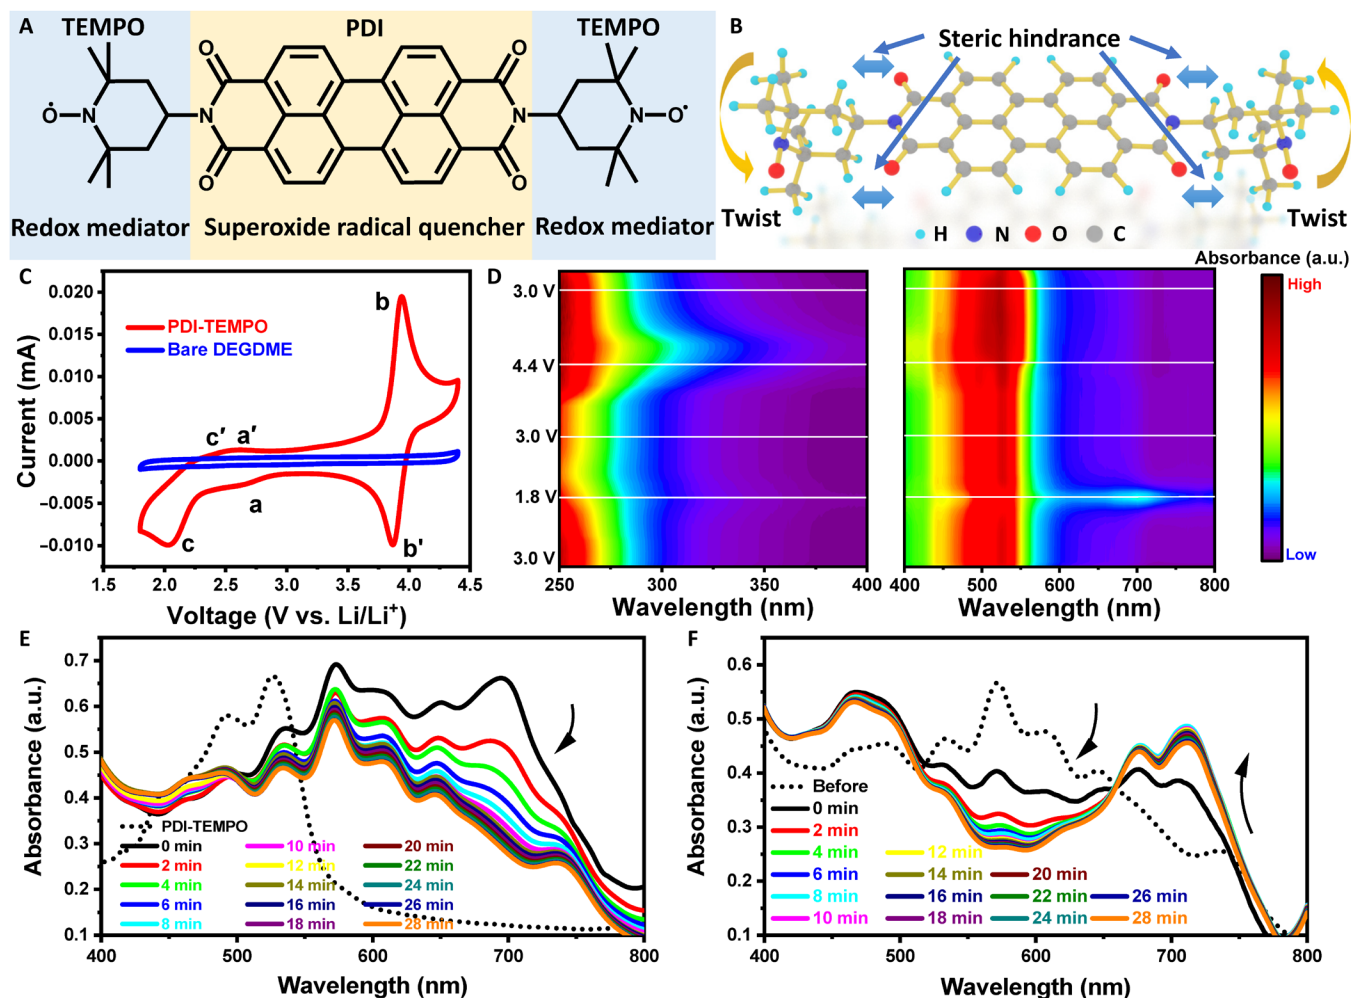 A
TEMPO
PDI
TEMPO
Ȯ
N
N
O
O
O
O
N
N
O˙
Redox mediator
Superoxide radical quencher
Redox mediator
B
Steric hindrance
Twist
Twist
H N O C
C
Current (mA)
0.020
0.015
0.010
0.005
0.000
−0.005
−0.010
PDI-TEMPO
Bare DEGDME
b
c′ a′
a
c
b'
1.5 2.0 2.5 3.0 3.5 4.0 4.5
Voltage (V vs. Li/Li⁺)
D
3.0 V
4.4 V
3.0 V
1.8 V
3.0 V
250 300 350 400
Wavelength (nm)
400 500 600 700 800
Wavelength (nm)
Absorbance (a.u.)
High
Low
E
Absorbance (a.u.)
0.7
0.6
0.5
0.4
0.3
0.2
0.1
PDI-TEMPO
0 min 10 min 20 min
2 min 12 min 22 min
4 min 14 min 24 min
6 min 16 min 26 min
8 min 18 min 28 min
400 500 600 700 800
Wavelength (nm)
F
Absorbance (a.u.)
0.6
0.5
0.4
0.3
0.2
0.1
Before
0 min
2 min
4 min 12 min
6 min 14 min 20 min
8 min 16 min 22 min 26 min
10 min 18 min 24 min 28 min
400 500 600 700 800
Wavelength (nm)